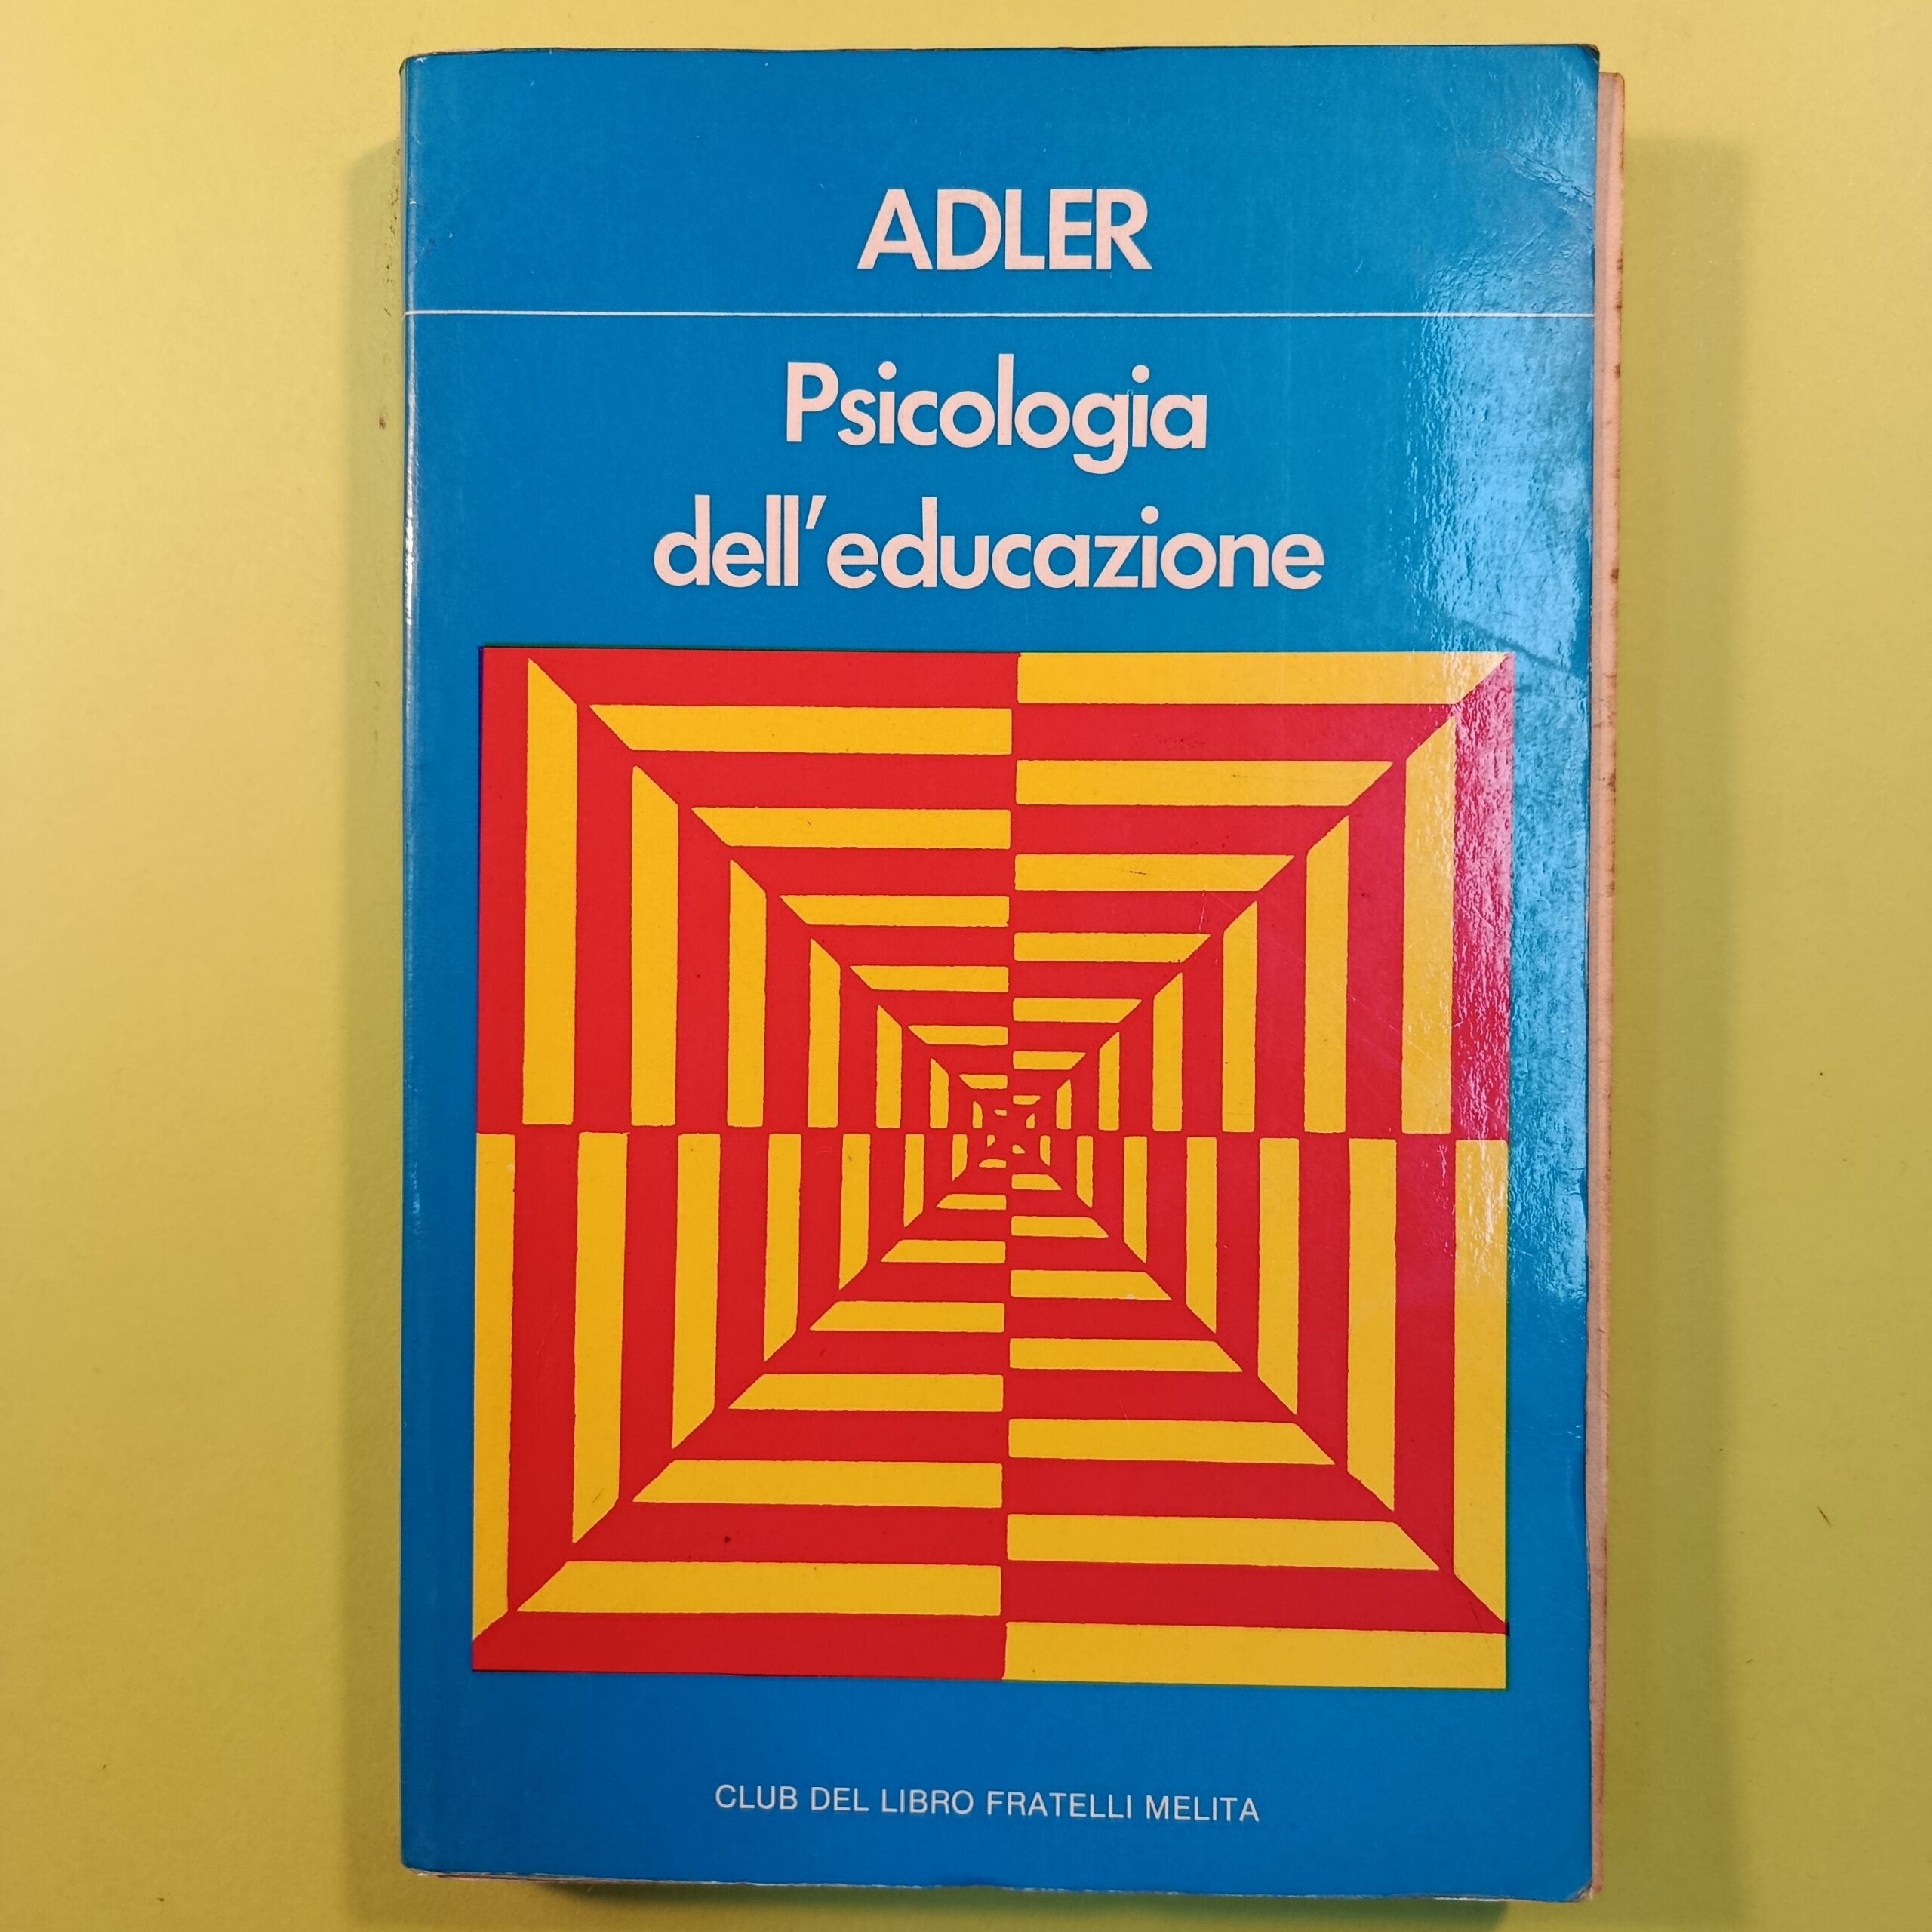 ADLER
Psicologia
dell'educazione
CLUB DEL LIBRO FRATELLI MELITA